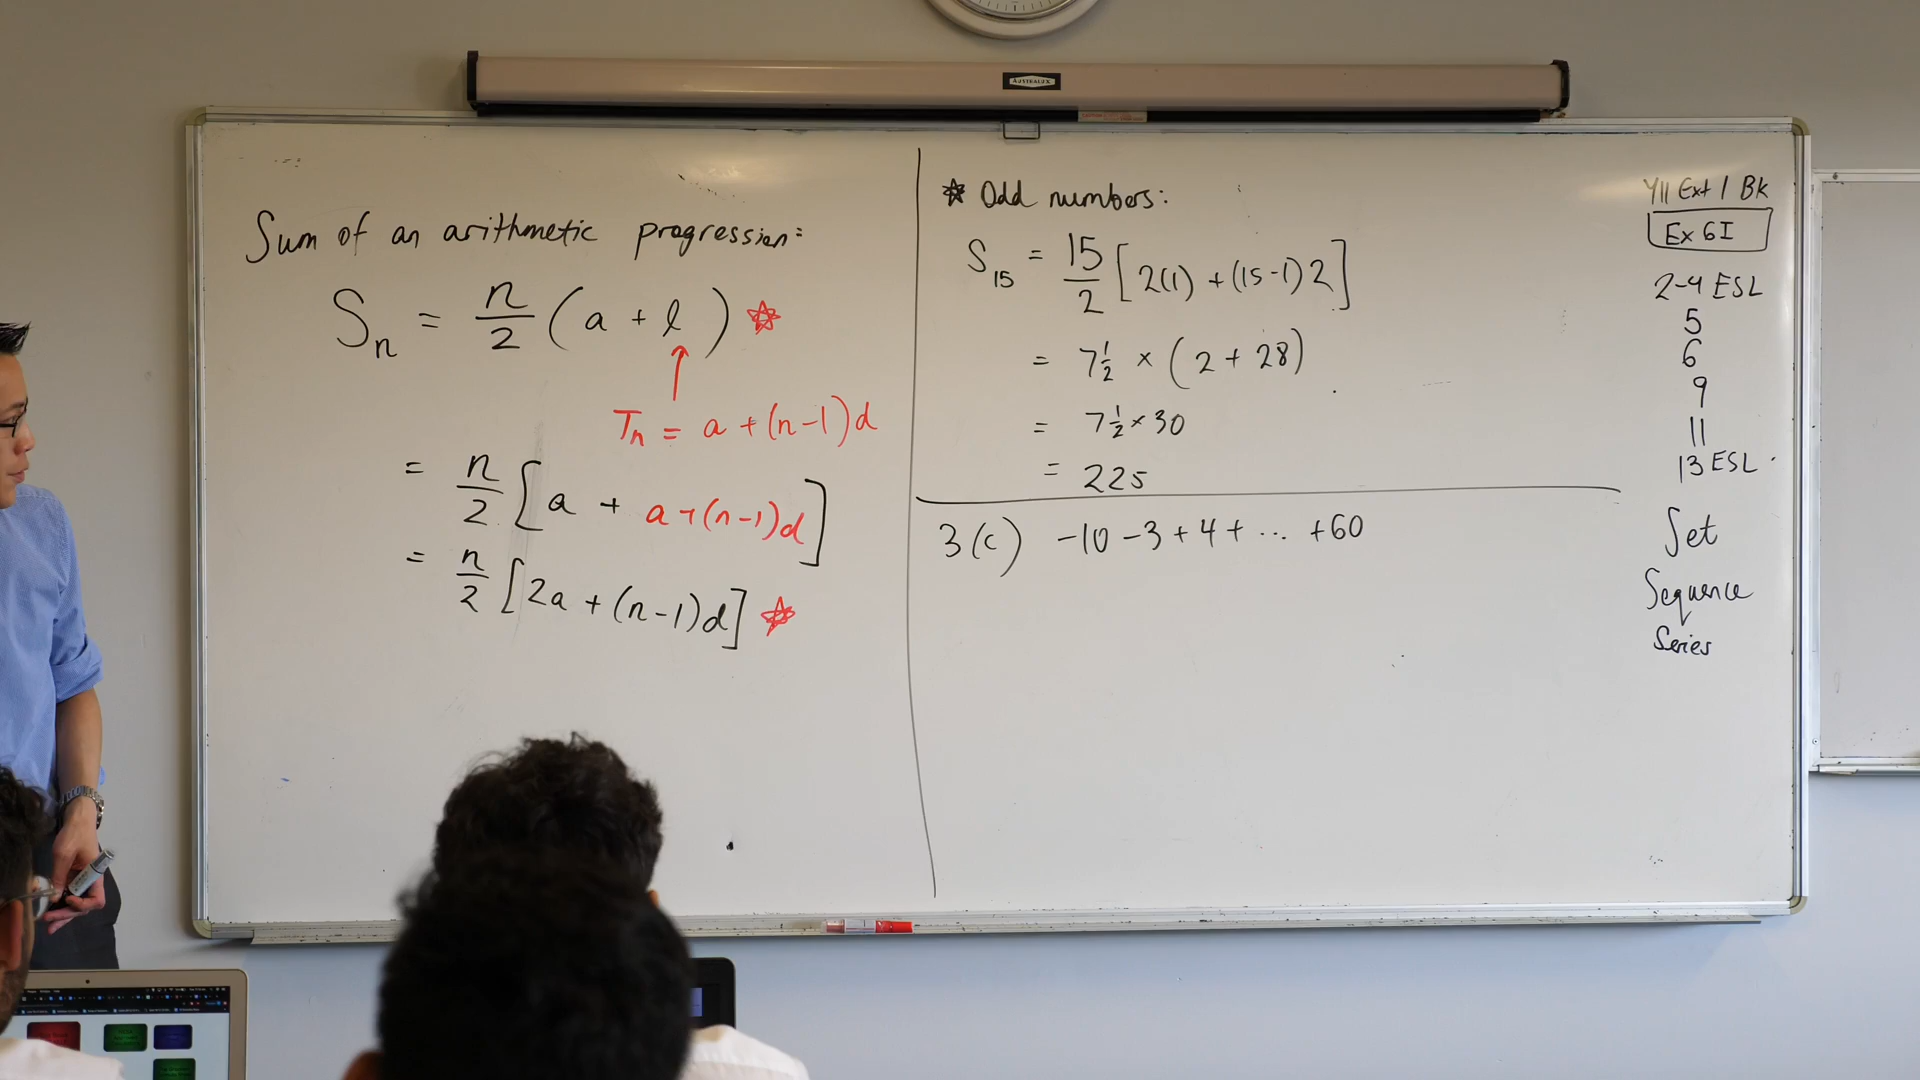 AUSTRALUX
Sum of an arithmetic progression:
Sn = n/2 (a + l) ☆
↑
Tn = a + (n-1)d
= n/2 [a + a + (n-1)d]
= n/2 [2a + (n-1)d] ☆
☆ Odd numbers:
S15 = 15/2 [2(1) + (15-1)2]
= 7½ × (2 + 28)
= 7½ × 30
= 225
3(c) -10 - 3 + 4 + ... + 60
Y11 Ext 1 Bk
Ex 6I
2-4 ESL
5
6
9
11
13 ESL
Set
Sequence
Series